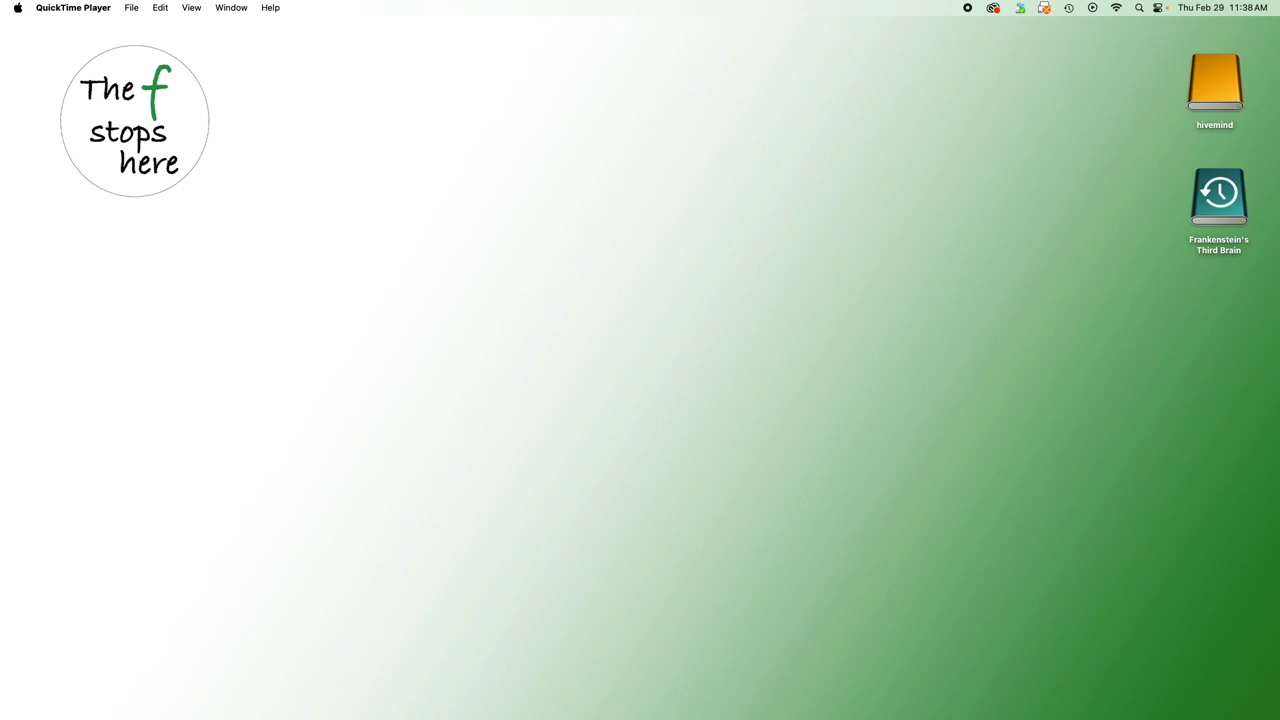 QuickTime Player File Edit View Window Help Thu Feb 29 11:38 AM
The f
stops
here
hivemind
Frankenstein's
Third Brain